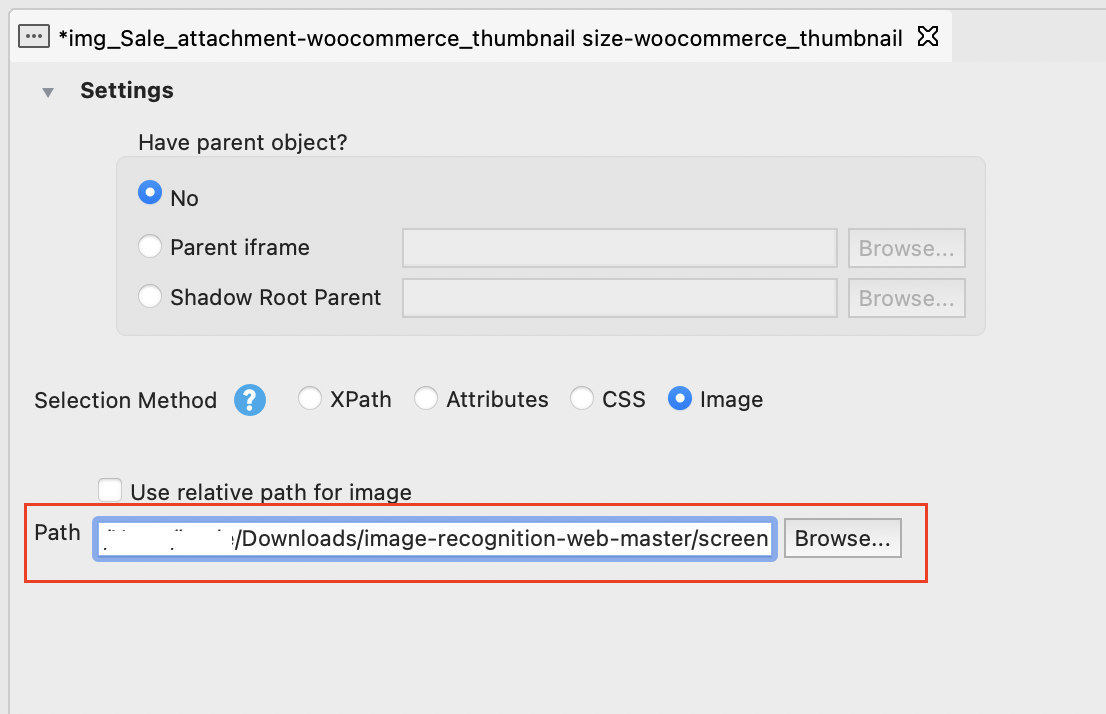 *img_Sale_attachment-woocommerce_thumbnail size-woocommerce_thumbnail
Settings
Have parent object?
No
Parent iframe Browse...
Shadow Root Parent Browse...
Selection Method ? XPath Attributes CSS Image
Use relative path for image
Path /Downloads/image-recognition-web-master/screen Browse...